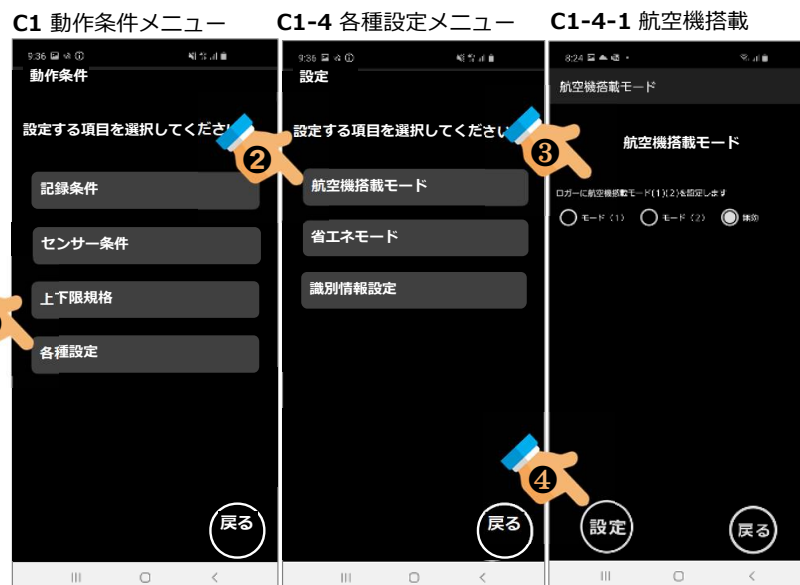 C1 動作条件メニュー
9:36
動作条件
設定する項目を選択してくださ
❷
記録条件
センサー条件
上下限規格
各種設定
戻る
C1-4 各種設定メニュー
9:36
設定
設定する項目を選択してください
❸
航空機搭載モード
省エネモード
識別情報設定
❹
戻る
C1-4-1 航空機搭載
8:24
航空機搭載モード
航空機搭載モード
ロガーに航空機搭載モード(1)(2)を設定します
モード（1） モード（2） 無効
設定 戻る